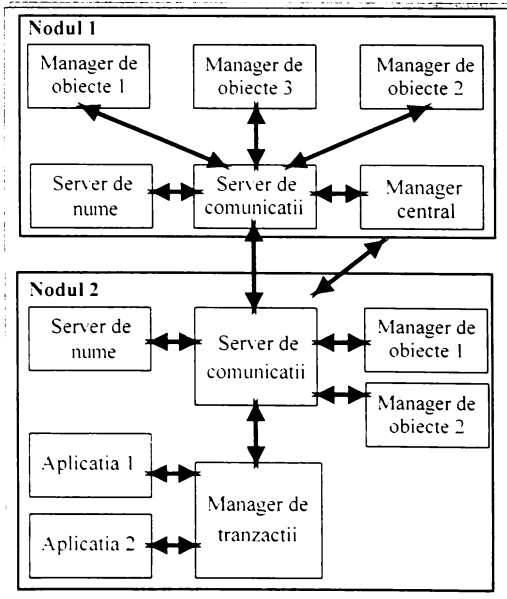 Nodul 1
Manager de
obiecte 1
Manager de
obiecte 3
Manager de
obiecte 2
Server de
nume
Server de
comunicatii
Manager
central
Nodul 2
Server de
nume
Server de
comunicatii
Manager de
obiecte 1
Manager de
obiecte 2
Aplicatia 1
Manager de
tranzactii
Aplicatia 2